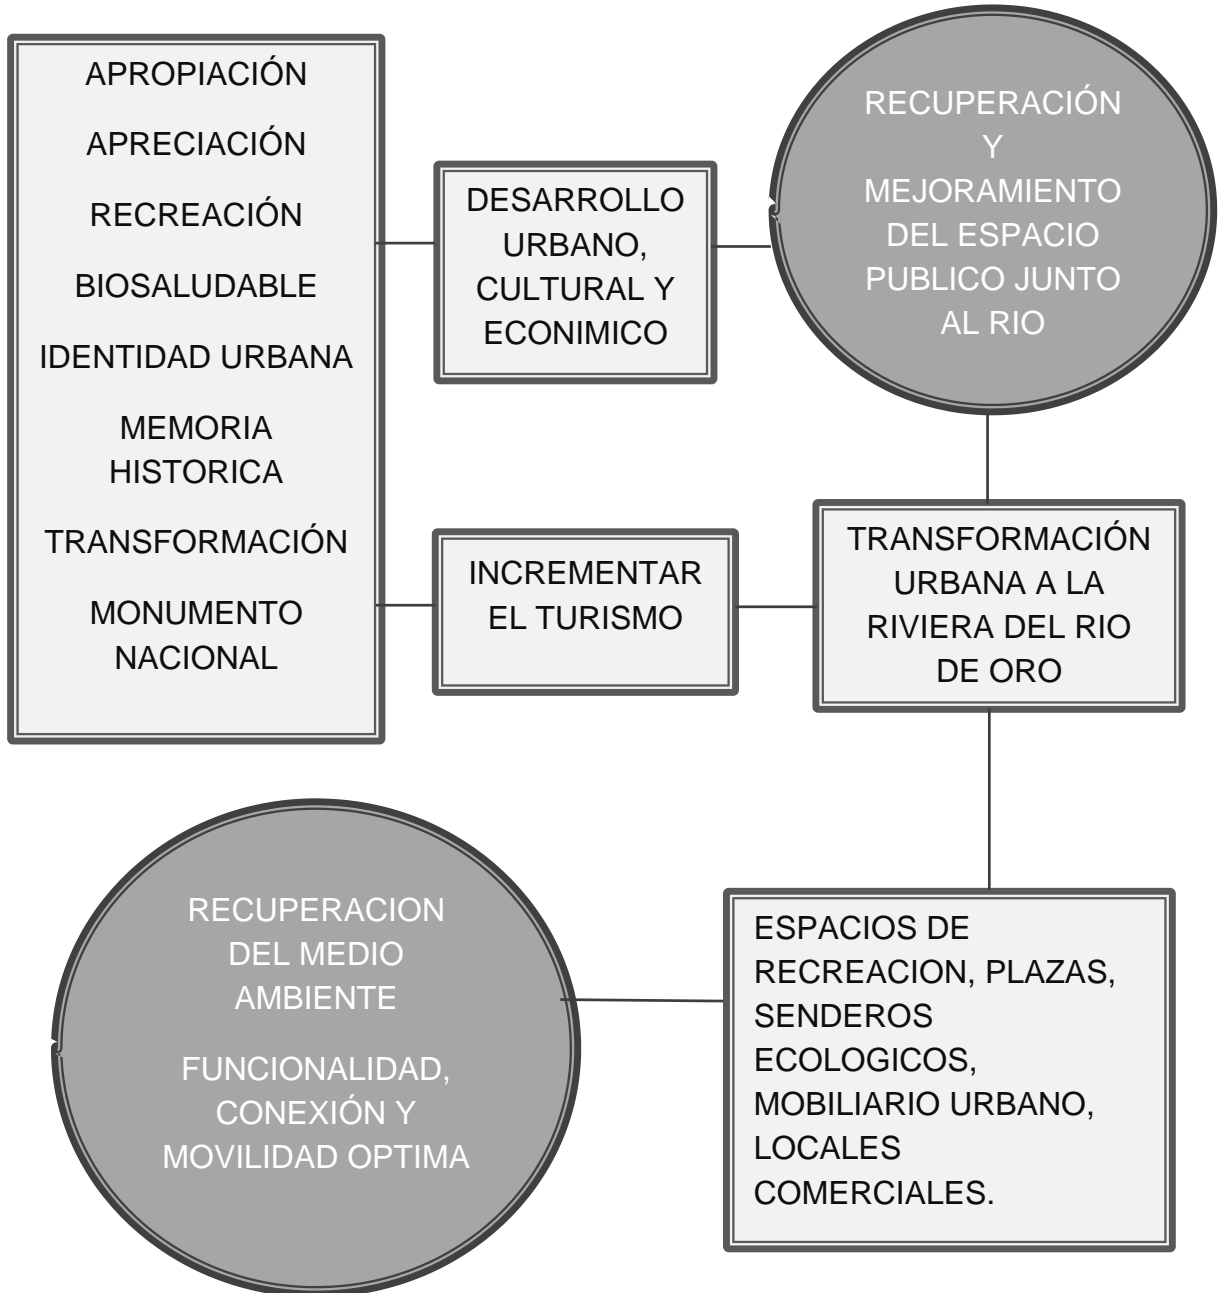 APROPIACIÓN
APRECIACIÓN
RECREACIÓN
BIOSALUDABLE
IDENTIDAD URBANA
MEMORIA
HISTORICA
TRANSFORMACIÓN
MONUMENTO
NACIONAL
DESARROLLO
URBANO,
CULTURAL Y
ECONIMICO
RECUPERACIÓN
Y
MEJORAMIENTO
DEL ESPACIO
PUBLICO JUNTO
AL RIO
INCREMENTAR
EL TURISMO
TRANSFORMACIÓN
URBANA A LA
RIVIERA DEL RIO
DE ORO
RECUPERACION
DEL MEDIO
AMBIENTE
FUNCIONALIDAD,
CONEXIÓN Y
MOVILIDAD OPTIMA
ESPACIOS DE
RECREACION, PLAZAS,
SENDEROS
ECOLOGICOS,
MOBILIARIO URBANO,
LOCALES
COMERCIALES.